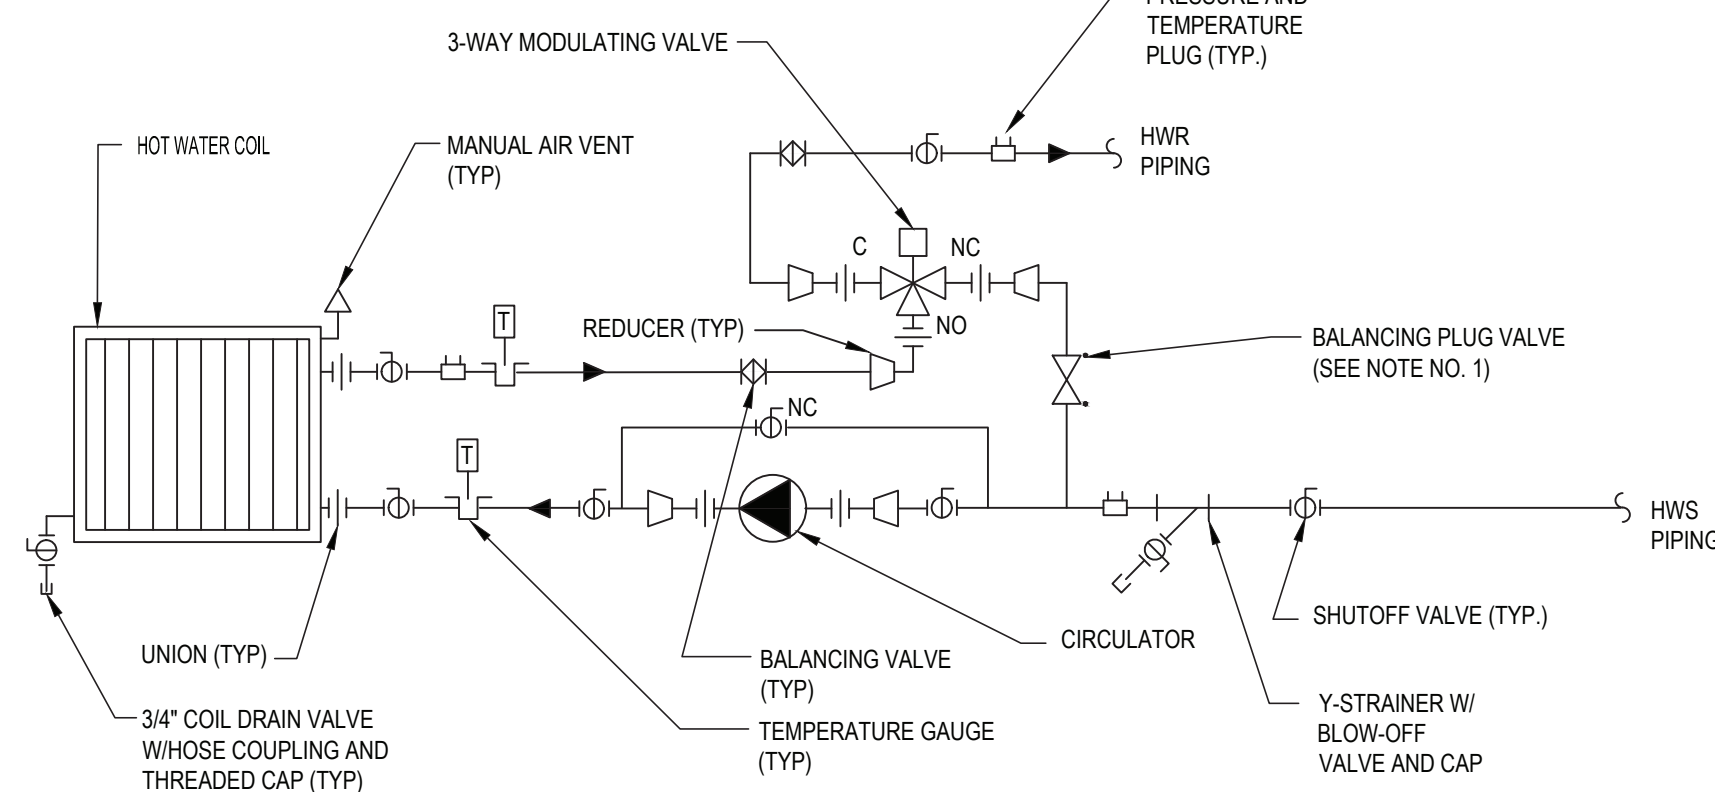 PRESSURE AND
TEMPERATURE
PLUG (TYP.)
3-WAY MODULATING VALVE
HOT WATER COIL
MANUAL AIR VENT
(TYP)
HWR
PIPING
C
NC
NO
T
REDUCER (TYP)
BALANCING PLUG VALVE
(SEE NOTE NO. 1)
NC
T
HWS
PIPING
SHUTOFF VALVE (TYP.)
CIRCULATOR
UNION (TYP)
BALANCING VALVE
(TYP)
Y-STRAINER W/
BLOW-OFF
VALVE AND CAP
3/4" COIL DRAIN VALVE
W/HOSE COUPLING AND
THREADED CAP (TYP)
TEMPERATURE GAUGE
(TYP)